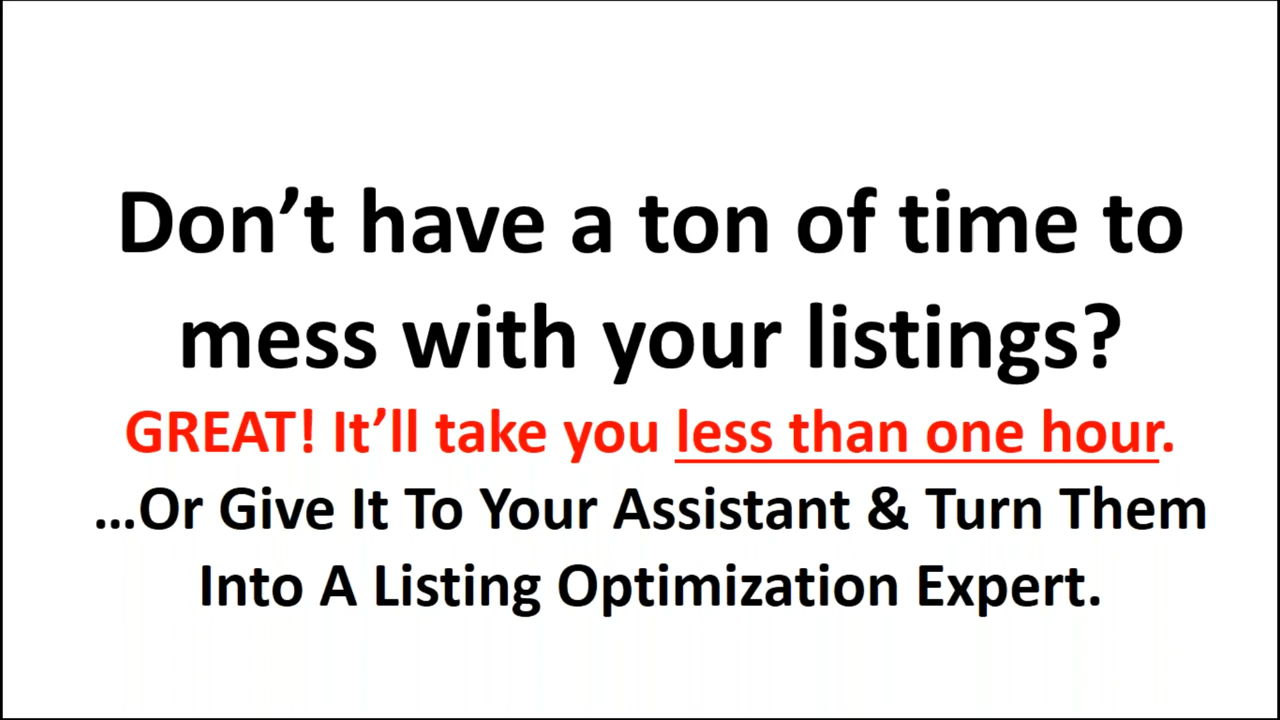 Don’t have a ton of time to
mess with your listings?
GREAT! It’ll take you less than one hour.
…Or Give It To Your Assistant & Turn Them
Into A Listing Optimization Expert.